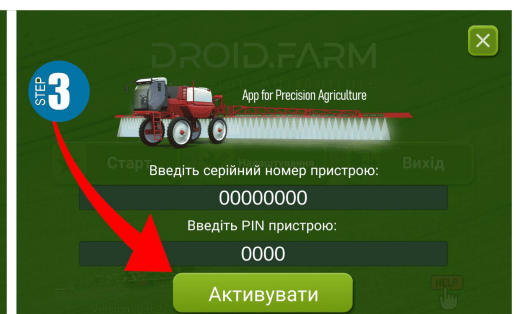 DROID.FARM
STEP 3
App for Precision Agriculture
Старт Налаштування Вихід
Введіть серійний номер пристрою:
00000000
Введіть PIN пристрою:
0000
HELP
Активувати